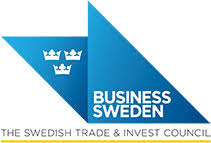 BUSINESS
SWEDEN
THE SWEDISH TRADE & INVEST COUNCIL